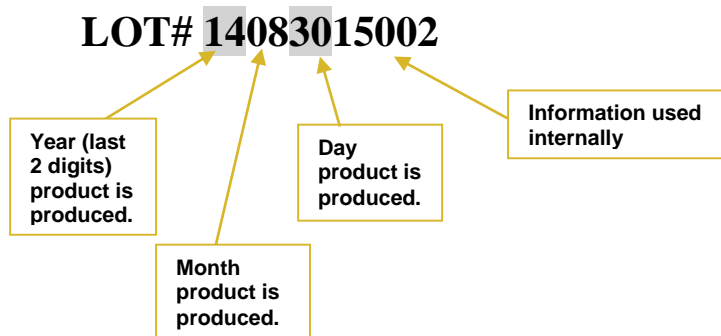 LOT# 14083015002
Year (last
2 digits)
product is
produced.
Month
product is
produced.
Day
product is
produced.
Information used
internally